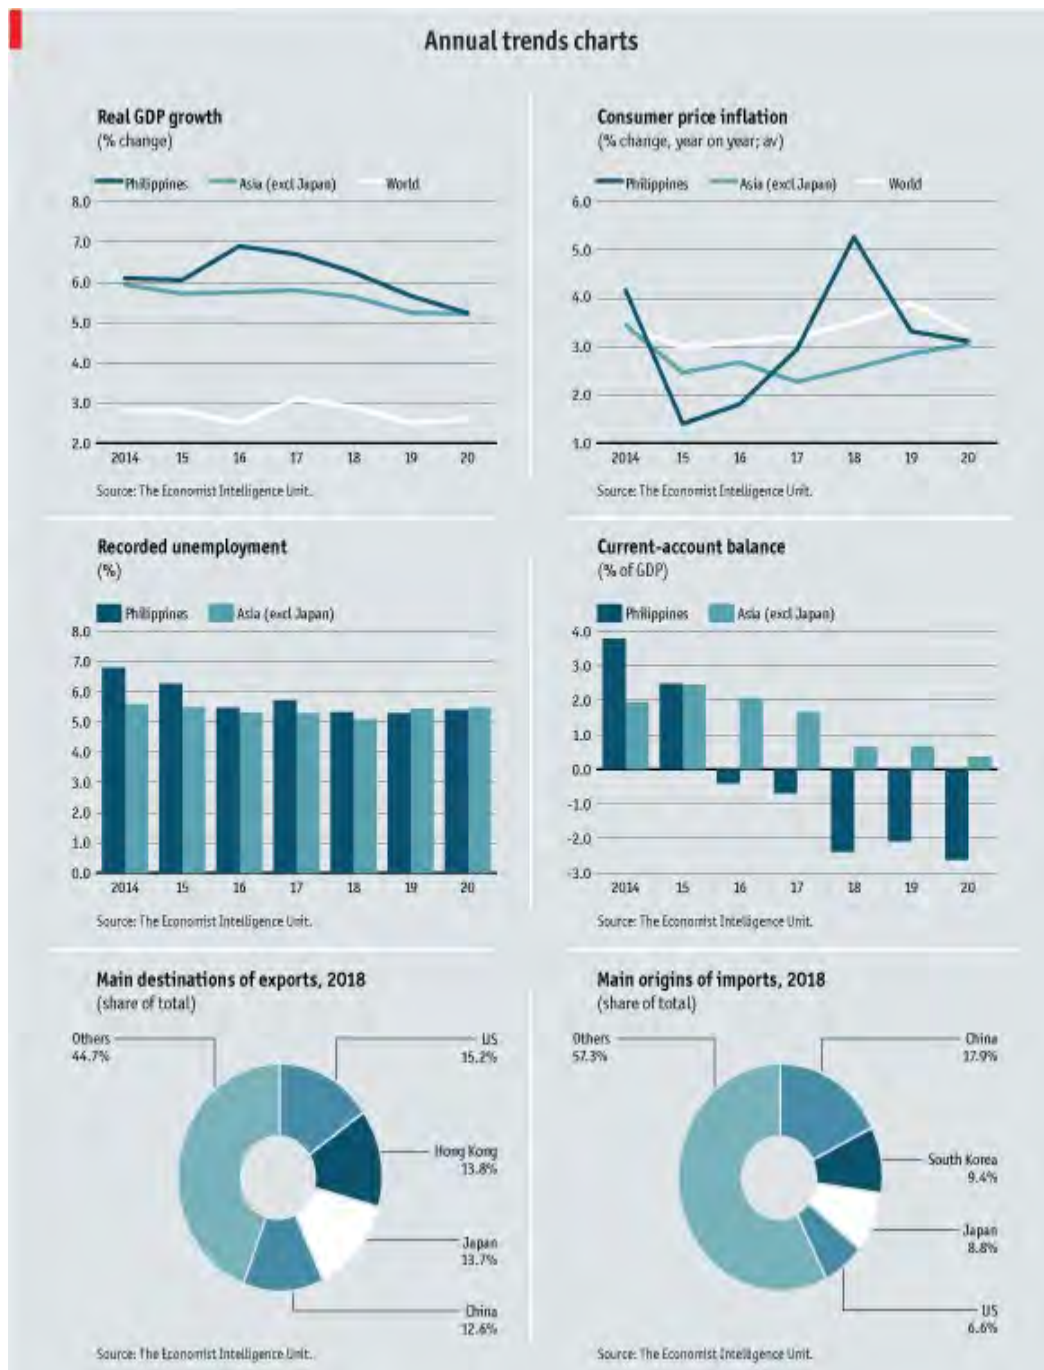 Annual trends charts
Real GDP growth
(% change)
Philippines Asia (excl Japan) World
8.0
7.0
6.0
5.0
4.0
3.0
2.0
2014 15 16 17 18 19 20
Source: The Economist Intelligence Unit.
Consumer price inflation
(% change, year on year; av)
Philippines Asia (excl Japan) World
6.0
5.0
4.0
3.0
2.0
1.0
2014 15 16 17 18 19 20
Source: The Economist Intelligence Unit.
Recorded unemployment
(%)
Philippines Asia (excl Japan)
8.0
7.0
6.0
5.0
4.0
3.0
2.0
1.0
0.0
2014 15 16 17 18 19 20
Source: The Economist Intelligence Unit.
Current-account balance
(% of GDP)
Philippines Asia (excl Japan)
4.0
3.0
2.0
1.0
0.0
-1.0
-2.0
-3.0
2014 15 16 17 18 19 20
Source: The Economist Intelligence Unit.
Main destinations of exports, 2018
(share of total)
Others
44.7%
US
15.2%
Hong Kong
13.8%
Japan
13.7%
China
12.6%
Source: The Economist Intelligence Unit.
Main origins of imports, 2018
(share of total)
Others
57.3%
China
17.9%
South Korea
9.4%
Japan
8.8%
US
6.6%
Source: The Economist Intelligence Unit.